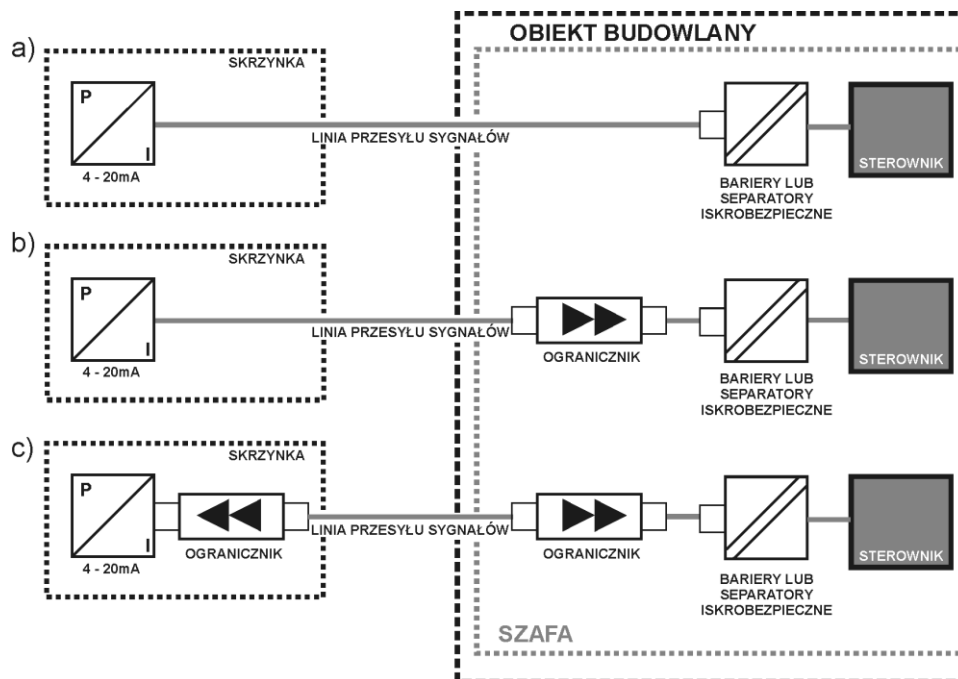 OBIEKT BUDOWLANY
a)
SKRZYNKA
P
I
4 - 20mA
LINIA PRZESYŁU SYGNAŁÓW
BARIERY LUB
SEPARATORY
ISKROBEZPIECZNE
STEROWNIK
b)
SKRZYNKA
P
I
4 - 20mA
LINIA PRZESYŁU SYGNAŁÓW
OGRANICZNIK
BARIERY LUB
SEPARATORY
ISKROBEZPIECZNE
STEROWNIK
c)
SKRZYNKA
P
I
4 - 20mA
OGRANICZNIK
LINIA PRZESYŁU SYGNAŁÓW
OGRANICZNIK
BARIERY LUB
SEPARATORY
ISKROBEZPIECZNE
STEROWNIK
SZAFA